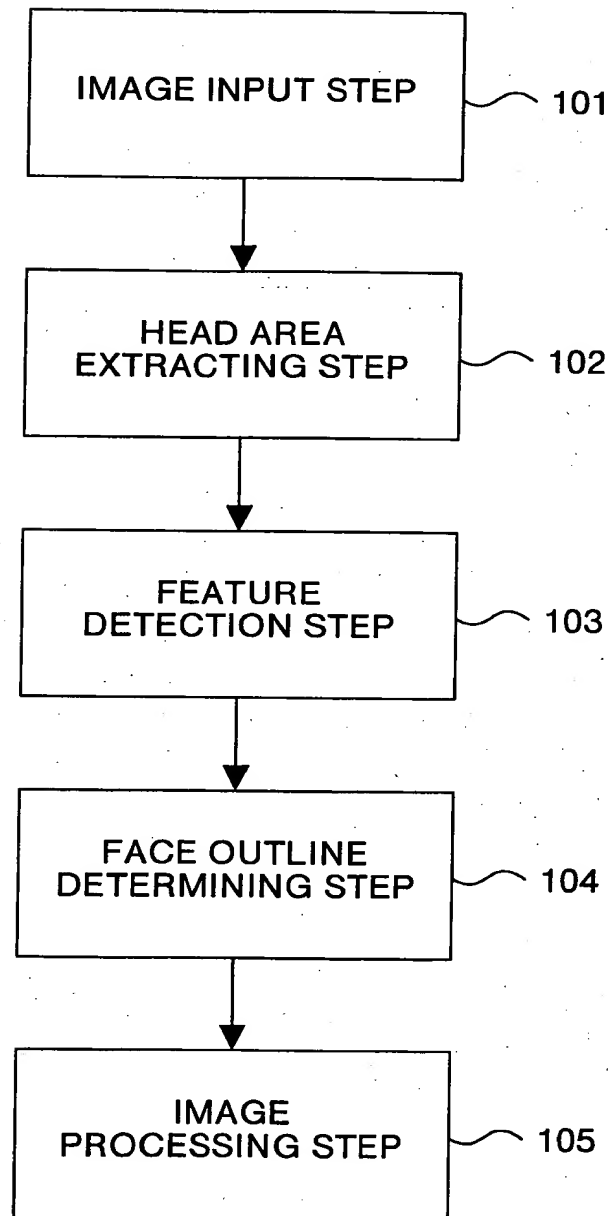 IMAGE INPUT STEP
101
HEAD AREA
EXTRACTING STEP
102
FEATURE
DETECTION STEP
103
FACE OUTLINE
DETERMINING STEP
104
IMAGE
PROCESSING STEP
105